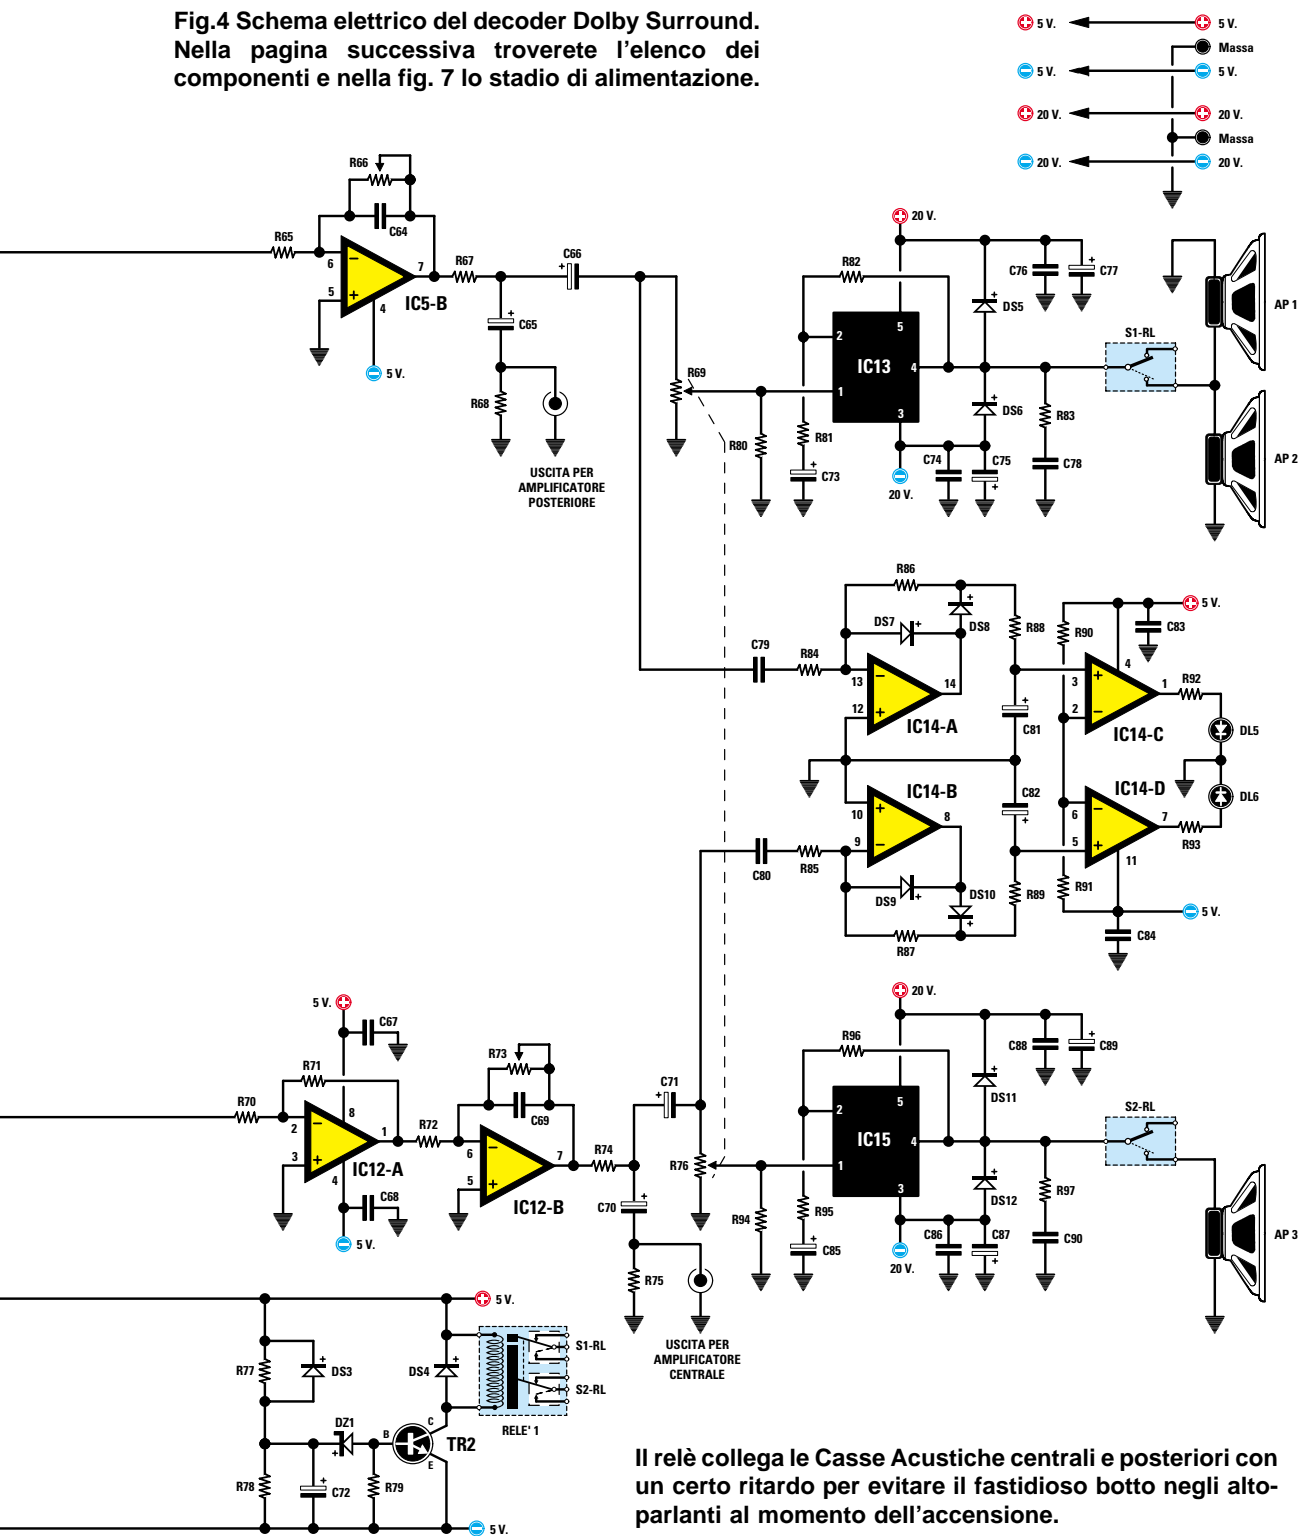 Fig.4 Schema elettrico del decoder Dolby Surround.
Nella pagina successiva troverete l'elenco dei
componenti e nella fig. 7 lo stadio di alimentazione.
5 V. 5 V.
Massa
5 V. 5 V.
20 V. 20 V.
Massa
20 V. 20 V.
R66
C64
R65
6
5
7
4
IC5-B
5 V.
R67
C66
+
C65
+
R68
USCITA PER
AMPLIFICATORE
POSTERIORE
R69
R80
20 V.
R82
2
5
IC13
4
1
3
R81
C73
+
20 V.
DS5
+
DS6
+
C76
C77
+
C74
C75
+
R83
C78
S1-RL
AP 1
AP 2
R86
DS7
+
DS8
+
C79
R84
13
12
14
IC14-A
R88
C81
+
R90
C83
5 V.
4
3
2
1
IC14-C
R92
DL5
IC14-B
10
9
8
C82
+
IC14-D
6
5
7
11
DL6
R93
C80
R85
DS9
+
DS10
+
R87
R89
R91
5 V.
C84
5 V.
C67
R71
R70
2
3
8
1
4
IC12-A
C68
5 V.
R72
R73
C69
6
5
7
IC12-B
R74
C71
+
C70
+
R75
R76
USCITA PER
AMPLIFICATORE
CENTRALE
R94
20 V.
R96
2
5
IC15
4
1
3
R95
C85
+
20 V.
DS11
+
DS12
+
C88
C89
+
C86
C87
+
R97
C90
S2-RL
AP 3
5 V.
R77
DS3
+
DS4
+
S1-RL
S2-RL
RELE' 1
DZ1
+
B
C
E
TR2
R78
C72
+
R79
5 V.
Il relè collega le Casse Acustiche centrali e posteriori con
un certo ritardo per evitare il fastidioso botto negli alto-
parlanti al momento dell'accensione.